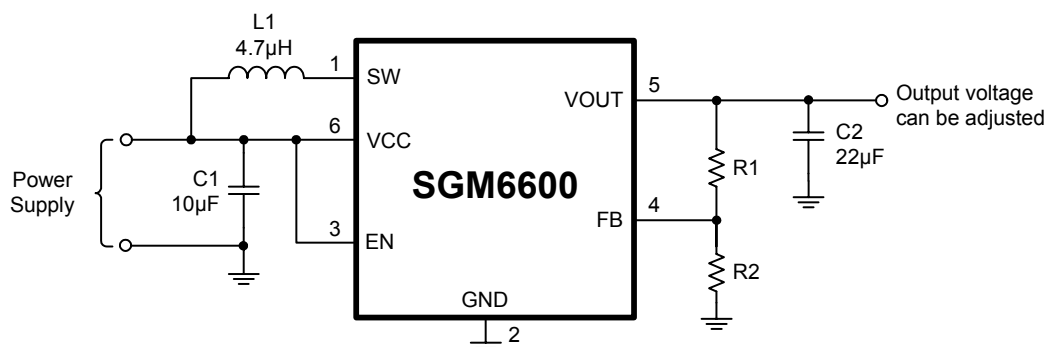 L1
4.7µH
1
SW
5
VOUT
Output voltage
can be adjusted
6
VCC
C2
22µF
R1
Power
Supply
C1
10µF
SGM6600
4
FB
3
EN
R2
GND
2